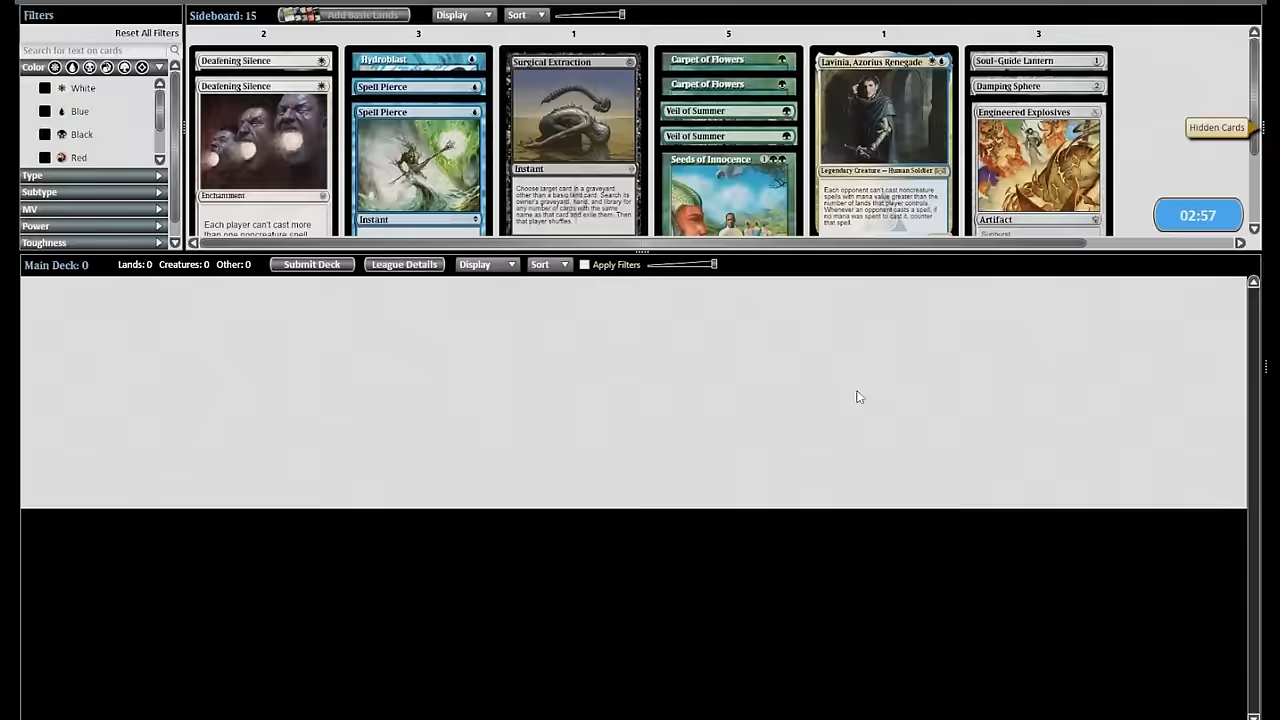 Filters
Sideboard: 15
Add Basic Lands
Display
Sort
Reset All Filters
Search for text on cards
Color
White
Blue
Black
Red
Type
Subtype
MV
Power
Toughness
2
3
1
5
1
3
Deafening Silence
Deafening Silence
Enchantment
Each player can't cast more
than one noncreature spell
Hydroblast
Spell Pierce
Spell Pierce
Instant
Surgical Extraction
Instant
Choose target card in a graveyard
other than a basic land card. Search its
owner's graveyard, hand, and library for
any number of cards with the same
name as that card and exile them. Then
that player shuffles.
Carpet of Flowers
Carpet of Flowers
Veil of Summer
Veil of Summer
Seeds of Innocence
1
Lavinia, Azorius Renegade
Legendary Creature — Human Soldier
Each opponent can't cast noncreature
spells with mana value greater than the
number of lands that player controls.
Whenever an opponent casts a spell, if
no mana was spent to cast it, counter
that spell.
Soul-Guide Lantern
1
Damping Sphere
2
Engineered Explosives
X
Artifact
Sunburst
Hidden Cards
02:57
Main Deck: 0
Lands: 0 Creatures: 0 Other: 0
Submit Deck
League Details
Display
Sort
Apply Filters